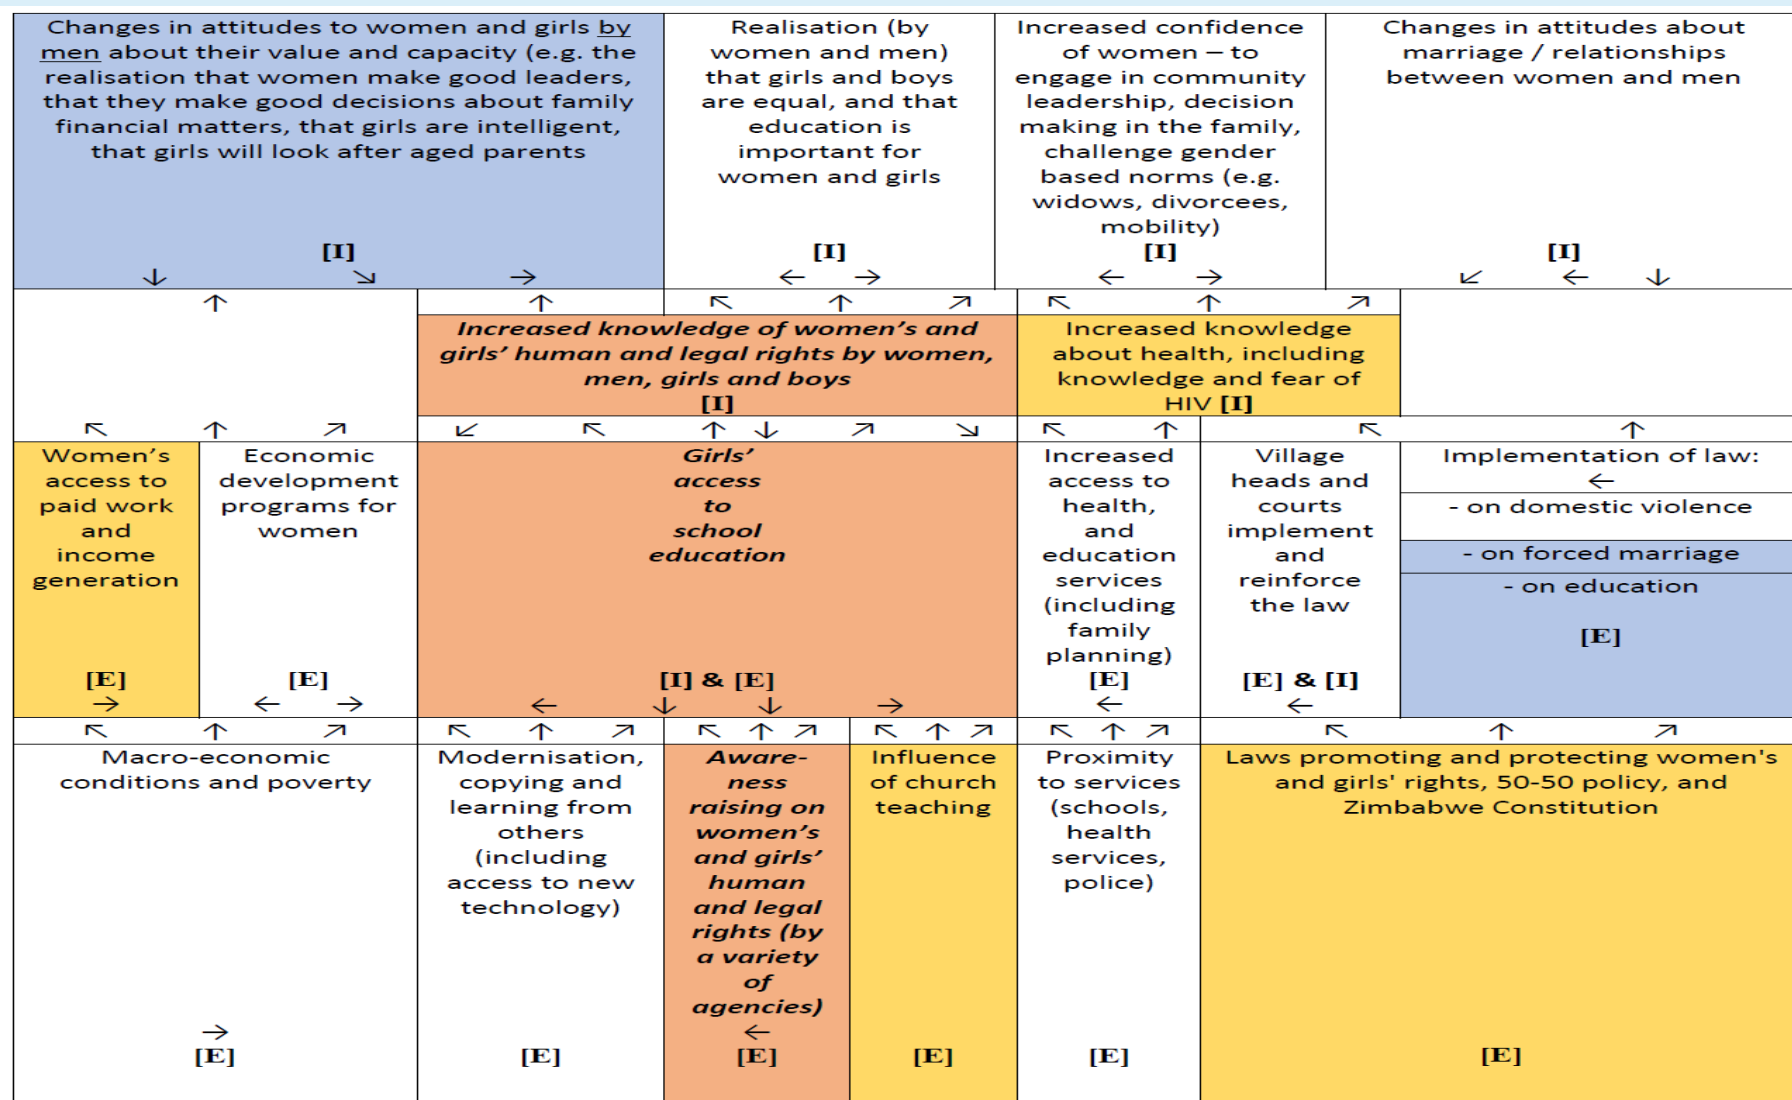 Changes in attitudes to women and girls by
men about their value and capacity (e.g. the
realisation that women make good leaders,
that they make good decisions about family
financial matters, that girls are intelligent,
that girls will look after aged parents
[I]
↓ ↘ →
Realisation (by
women and men)
that girls and boys
are equal, and that
education is
important for
women and girls
[I]
← →
Increased confidence
of women – to
engage in community
leadership, decision
making in the family,
challenge gender
based norms (e.g.
widows, divorcees,
mobility)
[I]
← →
Changes in attitudes about
marriage / relationships
between women and men
[I]
↙ ← ↓
↑ ↑ ↖ ↑ ↗ ↖ ↑ ↗
Increased knowledge of women's and
girls' human and legal rights by women,
men, girls and boys
[I]
Increased knowledge
about health, including
knowledge and fear of
HIV [I]
↖ ↑ ↗ ↙ ↖ ↑ ↓ ↗ ↘ ↖ ↑ ↖ ↑
Women's
access to
paid work
and
income
generation
[E]
→
Economic
development
programs for
women
[E]
← →
Girls'
access
to
school
education
[I] & [E]
← ↓ ↓ →
Increased
access to
health,
and
education
services
(including
family
planning)
[E]
←
Village
heads and
courts
implement
and
reinforce
the law
[E] & [I]
←
Implementation of law:
←
- on domestic violence
- on forced marriage
- on education
[E]
↖ ↑ ↗ ↖ ↑ ↗ ↖ ↑ ↗ ↖ ↑ ↗ ↖ ↑ ↗ ↖ ↑ ↗
Macro-economic
conditions and poverty
→
[E]
Modernisation,
copying and
learning from
others
(including
access to new
technology)
[E]
Aware-
ness
raising on
women's
and girls'
human
and legal
rights (by
a variety
of
agencies)
←
[E]
Influence
of church
teaching
[E]
Proximity
to services
(schools,
health
services,
police)
[E]
Laws promoting and protecting women's
and girls' rights, 50-50 policy, and
Zimbabwe Constitution
[E]